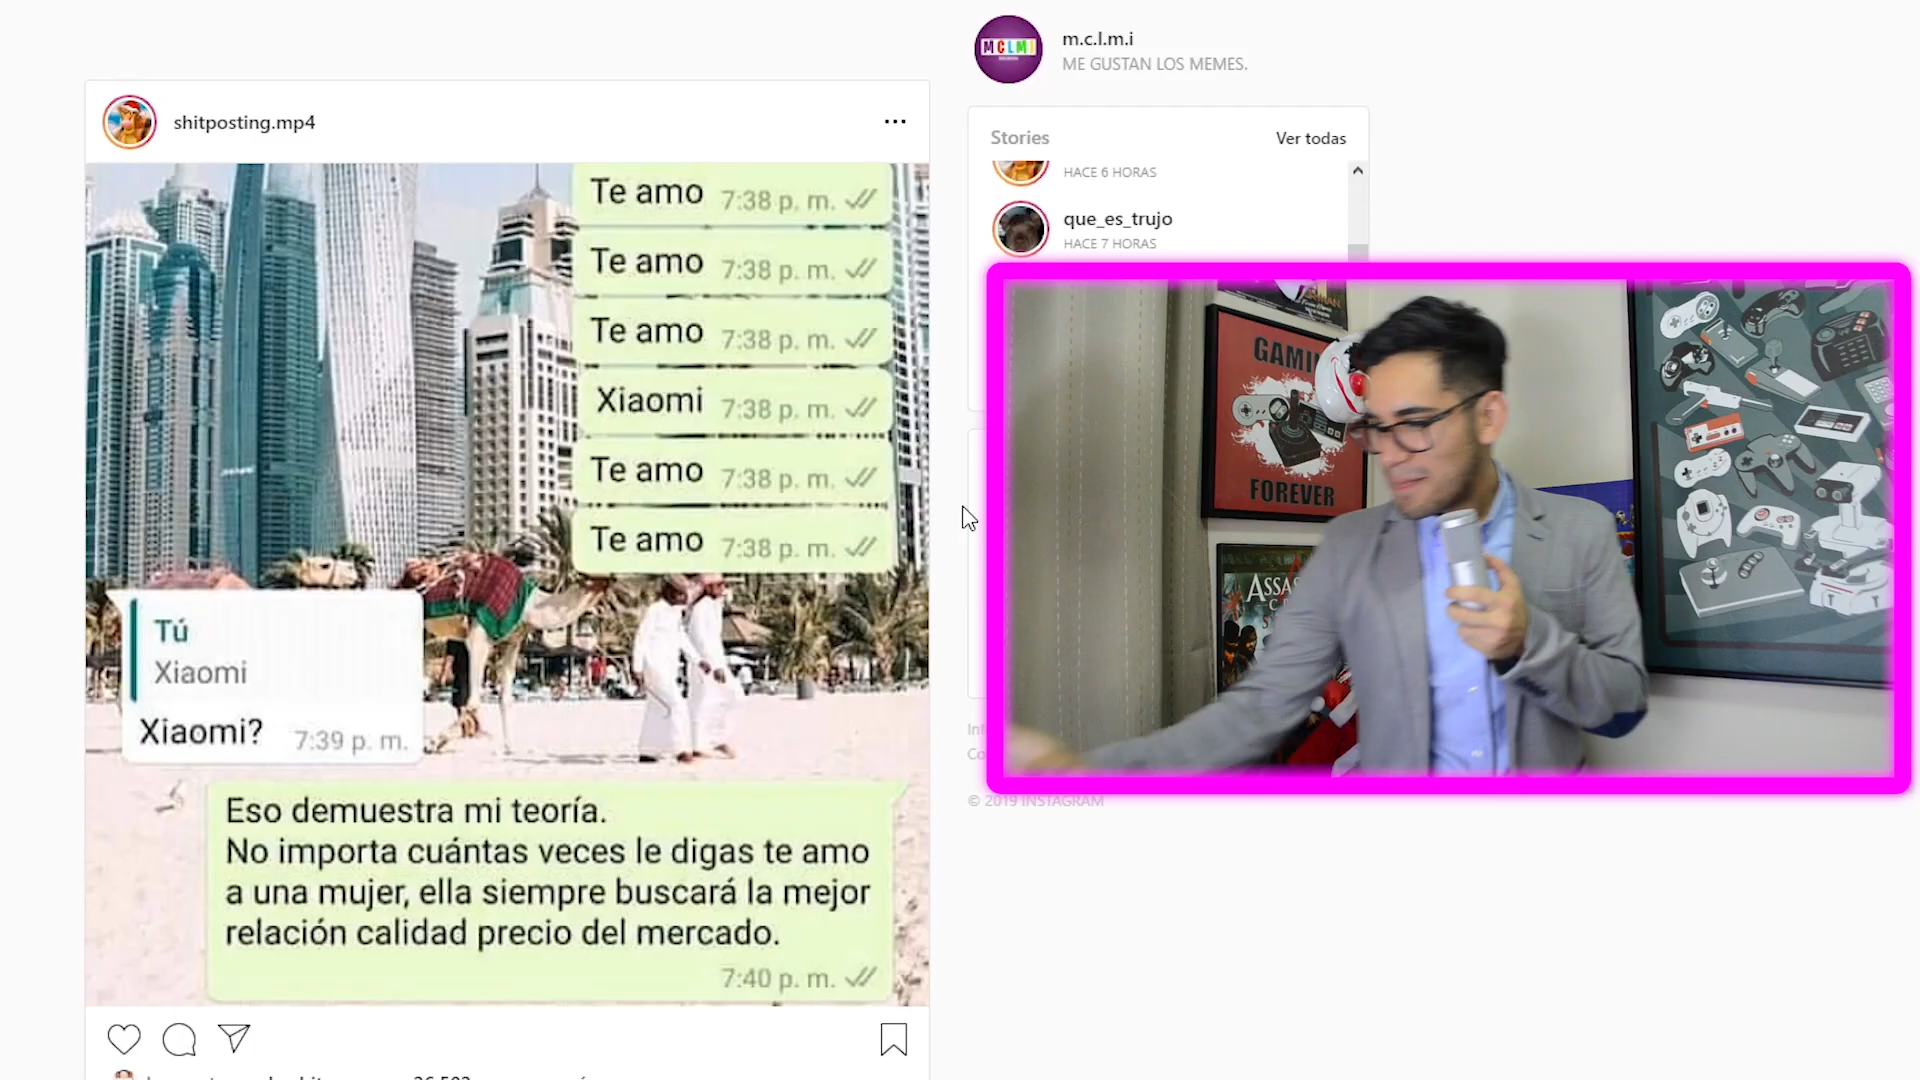 MCLMI
m.c.l.m.i
ME GUSTAN LOS MEMES.
shitposting.mp4
Stories
Ver todas
HACE 6 HORAS
que_es_trujo
HACE 7 HORAS
Te amo 7:38 p. m.
Te amo 7:38 p. m.
Te amo 7:38 p. m.
Xiaomi 7:38 p. m.
Te amo 7:38 p. m.
Te amo 7:38 p. m.
Tú
Xiaomi
Xiaomi? 7:39 p. m.
Eso demuestra mi teoría.
No importa cuántas veces le digas te amo
a una mujer, ella siempre buscará la mejor
relación calidad precio del mercado.
7:40 p. m.
GAMI
FOREVER
ASSAS
C
© 2019 INSTAGRAM